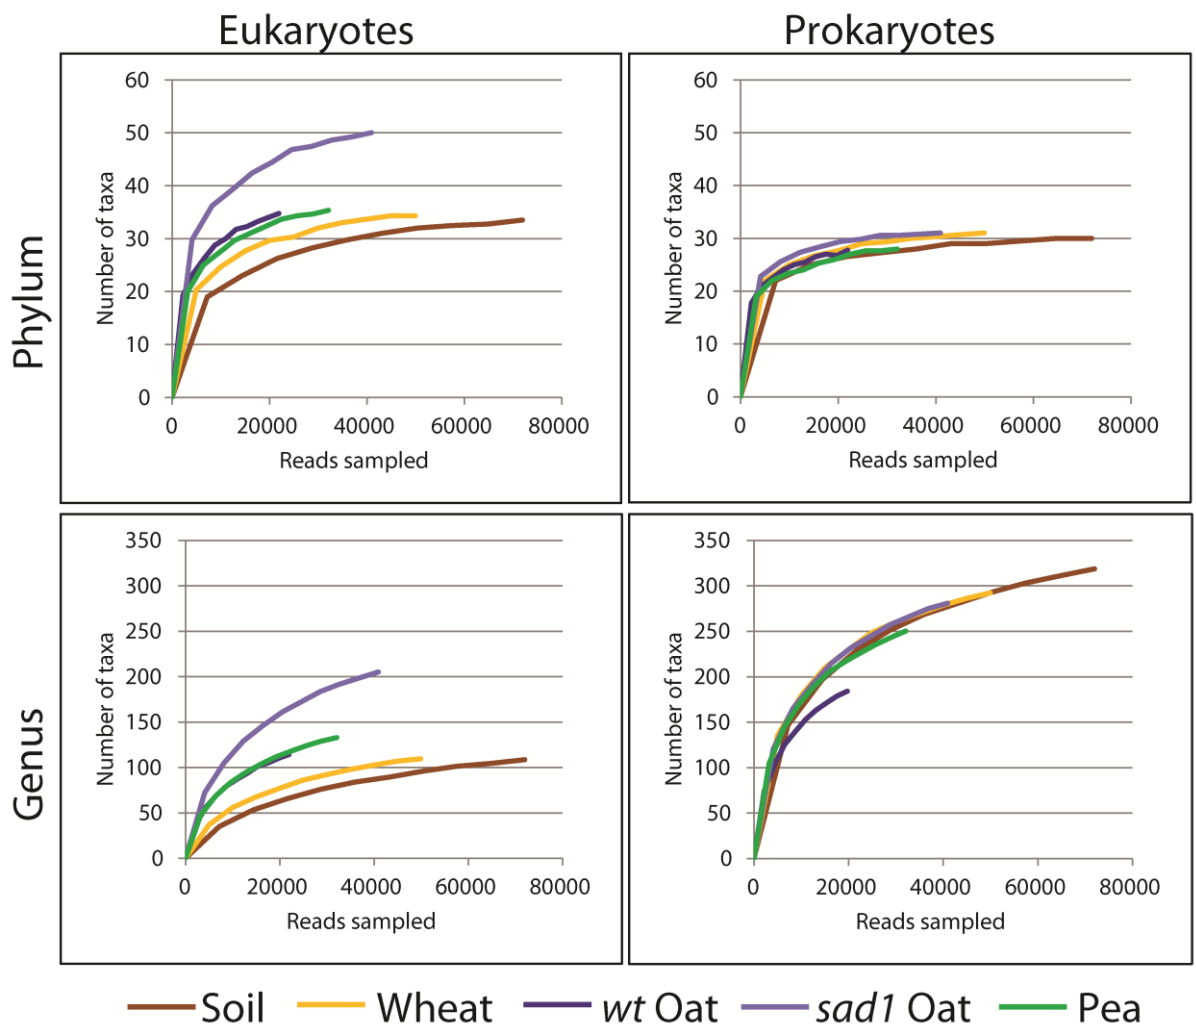 Eukaryotes
Prokaryotes
Phylum
Number of taxa
60
50
40
30
20
10
0
0 20000 40000 60000 80000
Reads sampled
Number of taxa
60
50
40
30
20
10
0
0 20000 40000 60000 80000
Reads sampled
Genus
Number of taxa
350
300
250
200
150
100
50
0
0 20000 40000 60000 80000
Reads sampled
Number of taxa
350
300
250
200
150
100
50
0
0 20000 40000 60000 80000
Reads sampled
Soil Wheat wt Oat sad1 Oat Pea